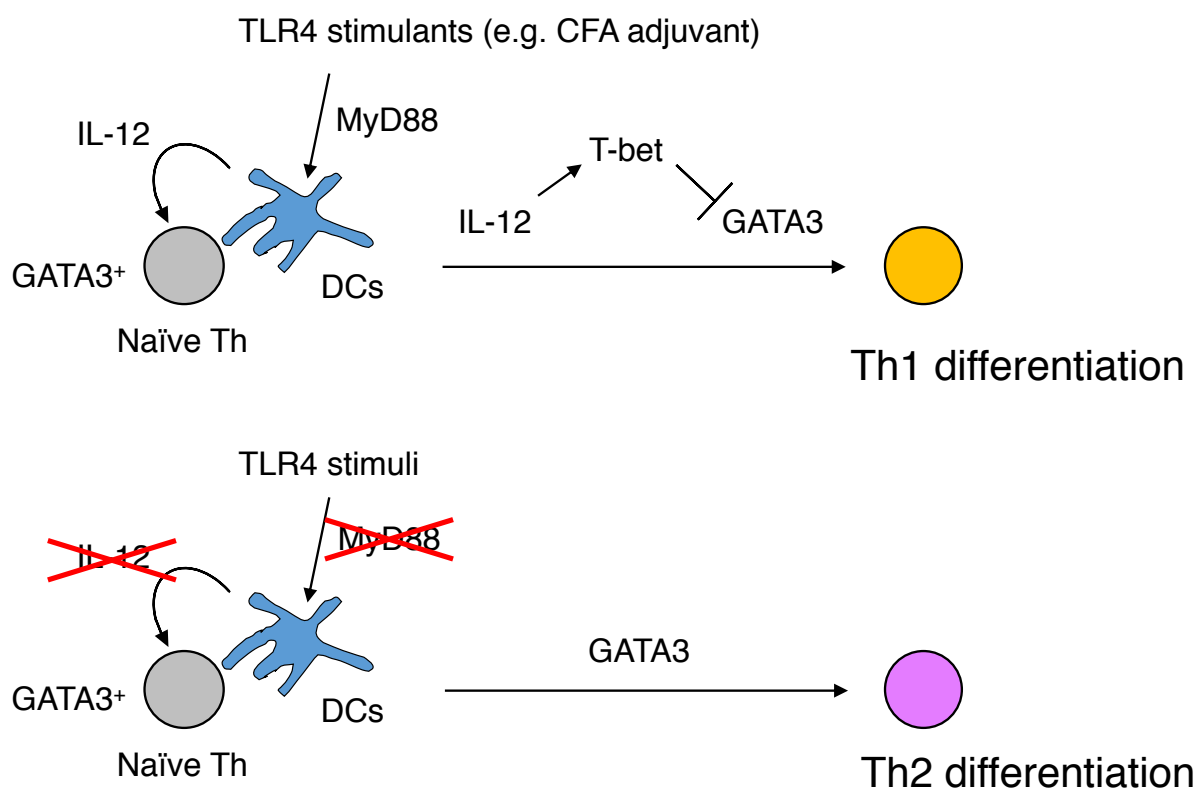 TLR4 stimulants (e.g. CFA adjuvant)
MyD88
IL-12
T-bet
IL-12
GATA3
GATA3⁺
DCs
Naïve Th
Th1 differentiation
TLR4 stimuli
MyD88
IL-12
GATA3
GATA3⁺
DCs
Naïve Th
Th2 differentiation